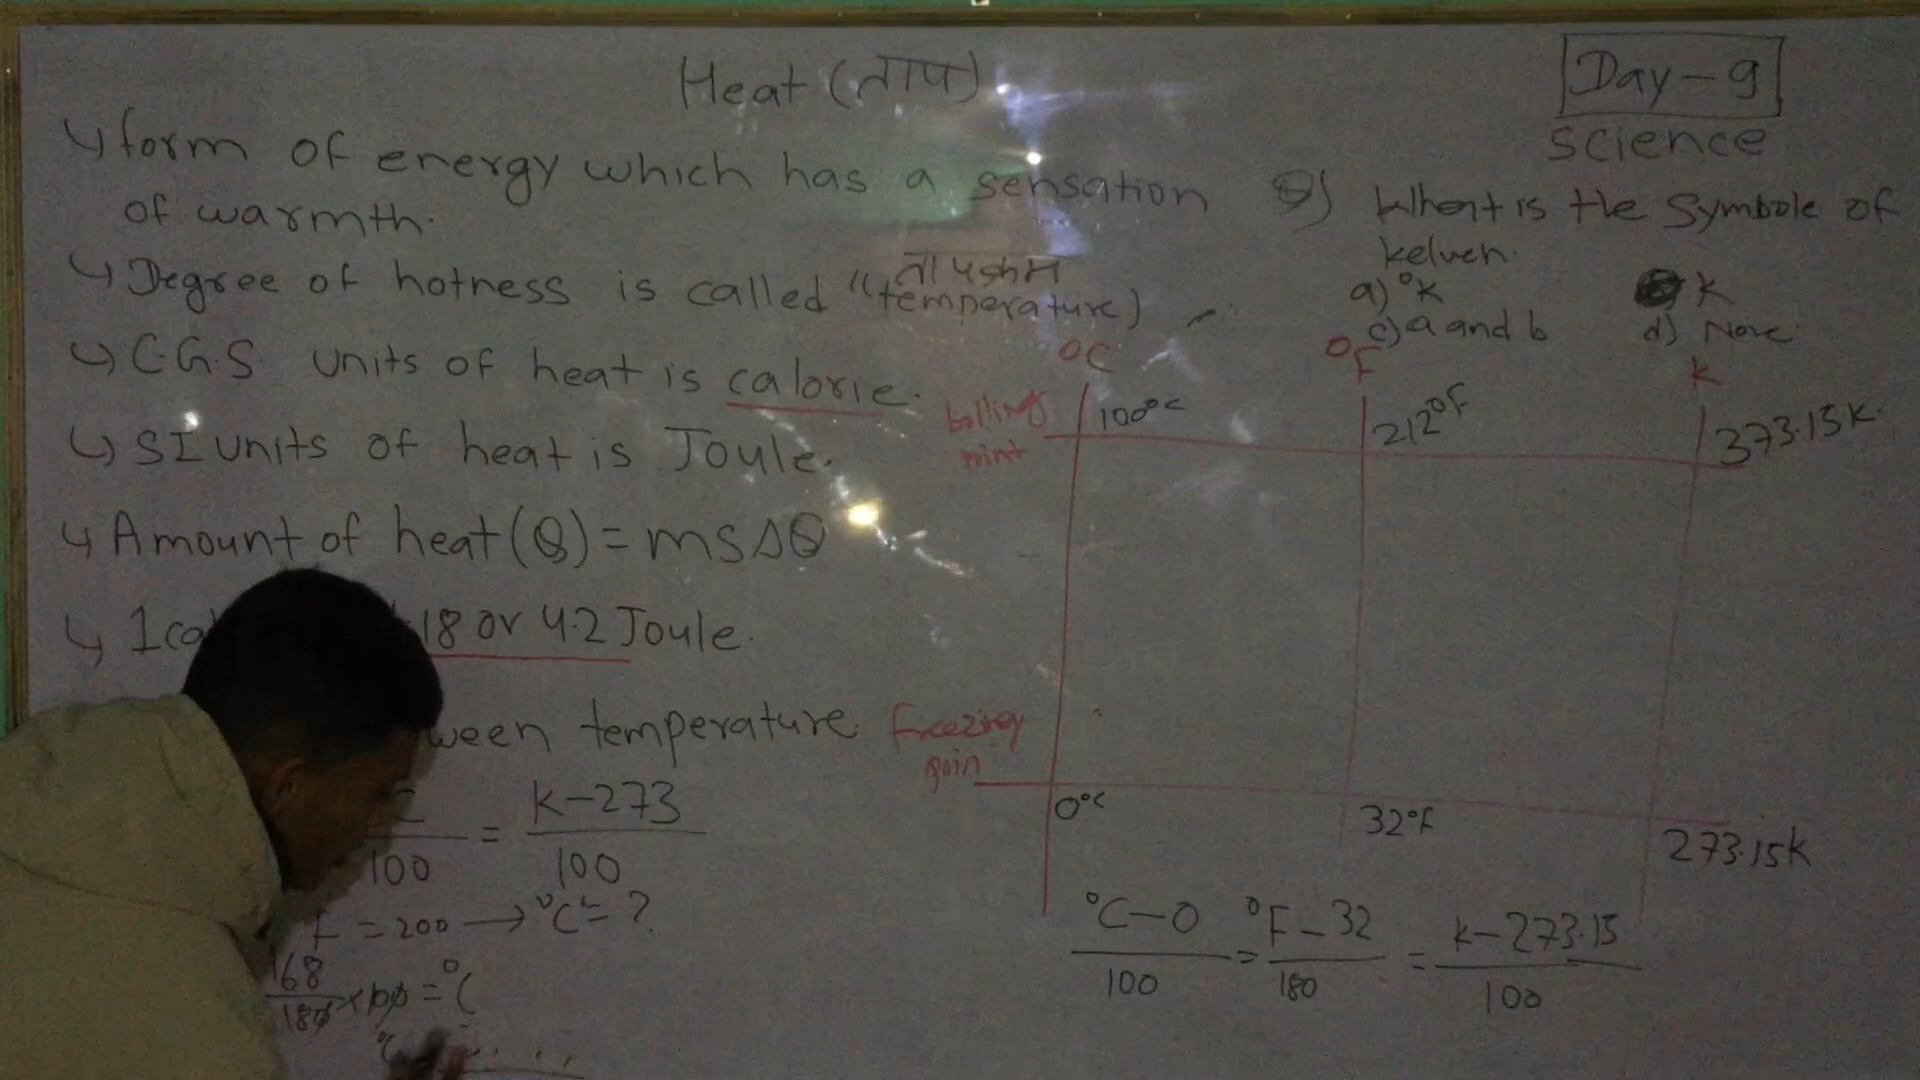 Heat (ताप)
Day-9
science
↳ form of energy which has a sensation
of warmth.
↳ Degree of hotness is called "temperature)
तापक्रम
↳ C.G.S. units of heat is calorie.
↳ SI units of heat is Joule.
↳ Amount of heat (Q) = msΔθ
↳ 1cal 18 or 4.2 Joule.
ween temperature.
100 = K-273
100
F = 200 → °C = ?
168
180 × 100 = °C
°C
Q) What is the Symbole of
kelven.
a) °K
K
c) a and b
d) None
°C
°F
K
boiling
point
100°C
212°F
373.15K.
freezing
poin
0°C
32°F
273.15K
°C-0 °F-32 K-273.15
100 = 180 = 100